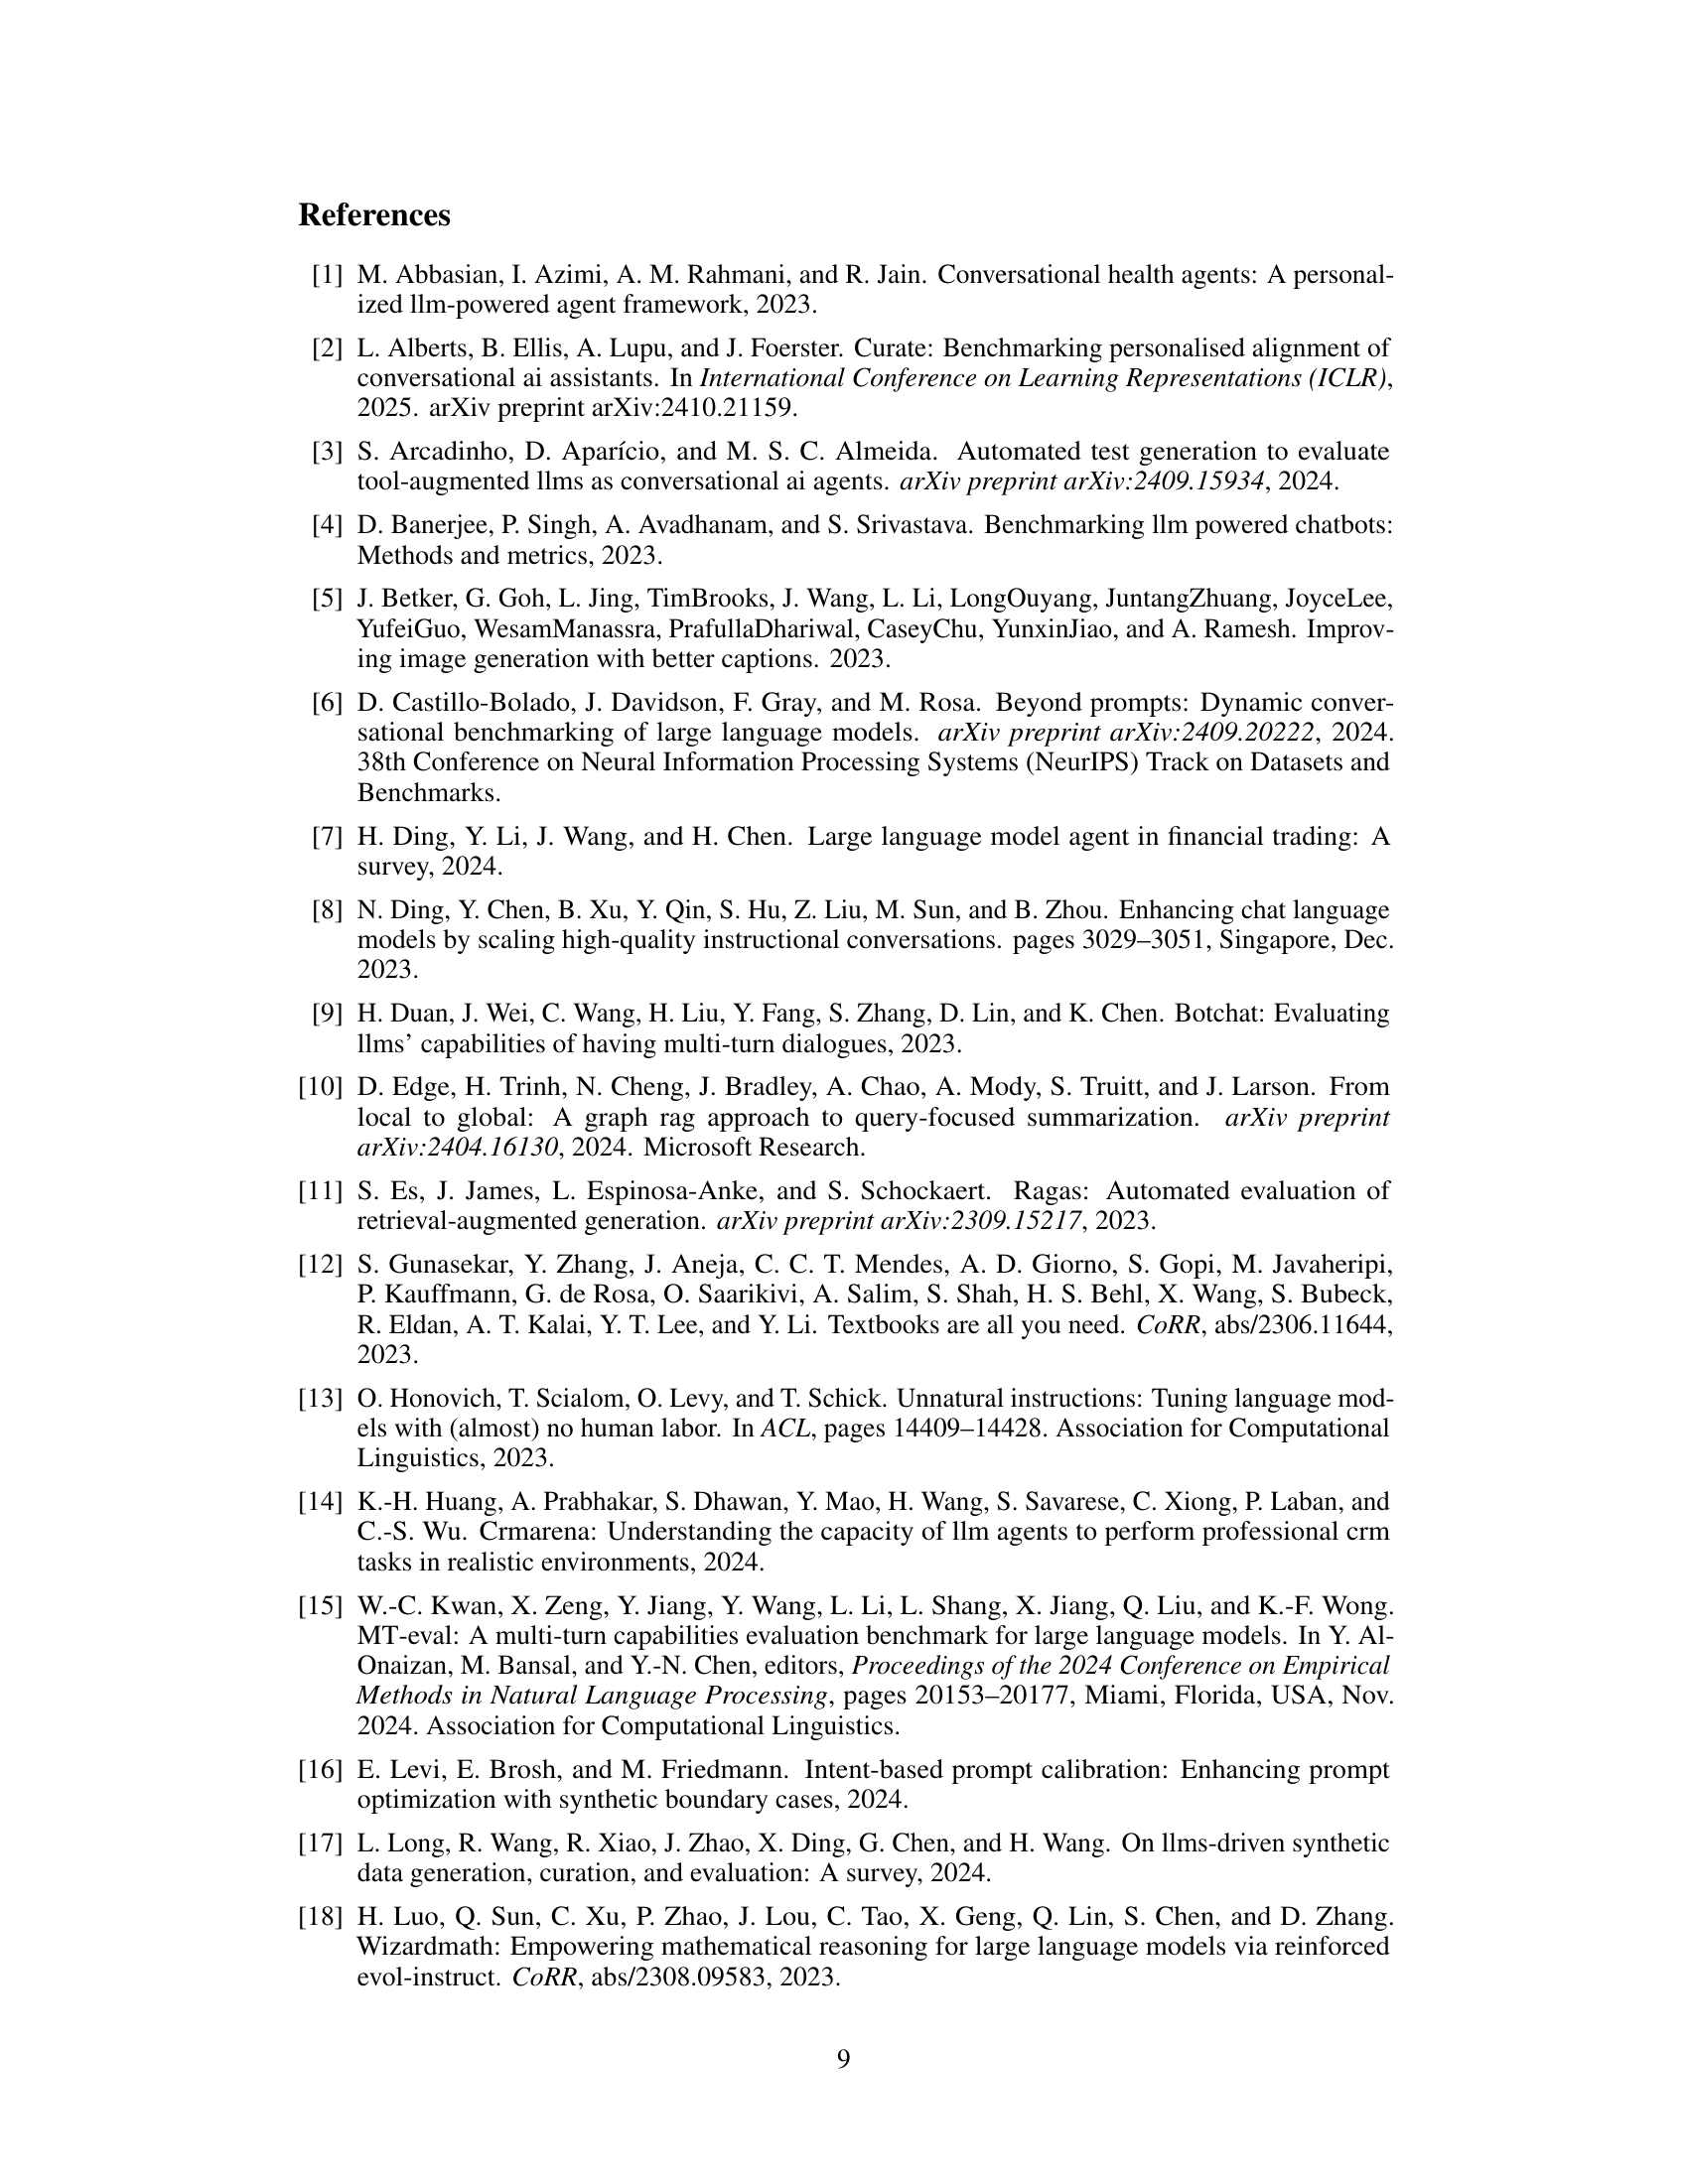 References
[1] M. Abbasian, I. Azimi, A. M. Rahmani, and R. Jain. Conversational health agents: A personal-
ized llm-powered agent framework, 2023.
[2] L. Alberts, B. Ellis, A. Lupu, and J. Foerster. Curate: Benchmarking personalised alignment of
conversational ai assistants. In International Conference on Learning Representations (ICLR),
2025. arXiv preprint arXiv:2410.21159.
[3] S. Arcadinho, D. Aparício, and M. S. C. Almeida. Automated test generation to evaluate
tool-augmented llms as conversational ai agents. arXiv preprint arXiv:2409.15934, 2024.
[4] D. Banerjee, P. Singh, A. Avadhanam, and S. Srivastava. Benchmarking llm powered chatbots:
Methods and metrics, 2023.
[5] J. Betker, G. Goh, L. Jing, TimBrooks, J. Wang, L. Li, LongOuyang, JuntangZhuang, JoyceLee,
YufeiGuo, WesamManassra, PrafullaDhariwal, CaseyChu, YunxinJiao, and A. Ramesh. Improv-
ing image generation with better captions. 2023.
[6] D. Castillo-Bolado, J. Davidson, F. Gray, and M. Rosa. Beyond prompts: Dynamic conver-
sational benchmarking of large language models. arXiv preprint arXiv:2409.20222, 2024.
38th Conference on Neural Information Processing Systems (NeurIPS) Track on Datasets and
Benchmarks.
[7] H. Ding, Y. Li, J. Wang, and H. Chen. Large language model agent in financial trading: A
survey, 2024.
[8] N. Ding, Y. Chen, B. Xu, Y. Qin, S. Hu, Z. Liu, M. Sun, and B. Zhou. Enhancing chat language
models by scaling high-quality instructional conversations. pages 3029–3051, Singapore, Dec.
2023.
[9] H. Duan, J. Wei, C. Wang, H. Liu, Y. Fang, S. Zhang, D. Lin, and K. Chen. Botchat: Evaluating
llms’ capabilities of having multi-turn dialogues, 2023.
[10] D. Edge, H. Trinh, N. Cheng, J. Bradley, A. Chao, A. Mody, S. Truitt, and J. Larson. From
local to global: A graph rag approach to query-focused summarization. arXiv preprint
arXiv:2404.16130, 2024. Microsoft Research.
[11] S. Es, J. James, L. Espinosa-Anke, and S. Schockaert. Ragas: Automated evaluation of
retrieval-augmented generation. arXiv preprint arXiv:2309.15217, 2023.
[12] S. Gunasekar, Y. Zhang, J. Aneja, C. C. T. Mendes, A. D. Giorno, S. Gopi, M. Javaheripi,
P. Kauffmann, G. de Rosa, O. Saarikivi, A. Salim, S. Shah, H. S. Behl, X. Wang, S. Bubeck,
R. Eldan, A. T. Kalai, Y. T. Lee, and Y. Li. Textbooks are all you need. CoRR, abs/2306.11644,
2023.
[13] O. Honovich, T. Scialom, O. Levy, and T. Schick. Unnatural instructions: Tuning language mod-
els with (almost) no human labor. In ACL, pages 14409–14428. Association for Computational
Linguistics, 2023.
[14] K.-H. Huang, A. Prabhakar, S. Dhawan, Y. Mao, H. Wang, S. Savarese, C. Xiong, P. Laban, and
C.-S. Wu. Crmarena: Understanding the capacity of llm agents to perform professional crm
tasks in realistic environments, 2024.
[15] W.-C. Kwan, X. Zeng, Y. Jiang, Y. Wang, L. Li, L. Shang, X. Jiang, Q. Liu, and K.-F. Wong.
MT-eval: A multi-turn capabilities evaluation benchmark for large language models. In Y. Al-
Onaizan, M. Bansal, and Y.-N. Chen, editors, Proceedings of the 2024 Conference on Empirical
Methods in Natural Language Processing, pages 20153–20177, Miami, Florida, USA, Nov.
2024. Association for Computational Linguistics.
[16] E. Levi, E. Brosh, and M. Friedmann. Intent-based prompt calibration: Enhancing prompt
optimization with synthetic boundary cases, 2024.
[17] L. Long, R. Wang, R. Xiao, J. Zhao, X. Ding, G. Chen, and H. Wang. On llms-driven synthetic
data generation, curation, and evaluation: A survey, 2024.
[18] H. Luo, Q. Sun, C. Xu, P. Zhao, J. Lou, C. Tao, X. Geng, Q. Lin, S. Chen, and D. Zhang.
Wizardmath: Empowering mathematical reasoning for large language models via reinforced
evol-instruct. CoRR, abs/2308.09583, 2023.
9